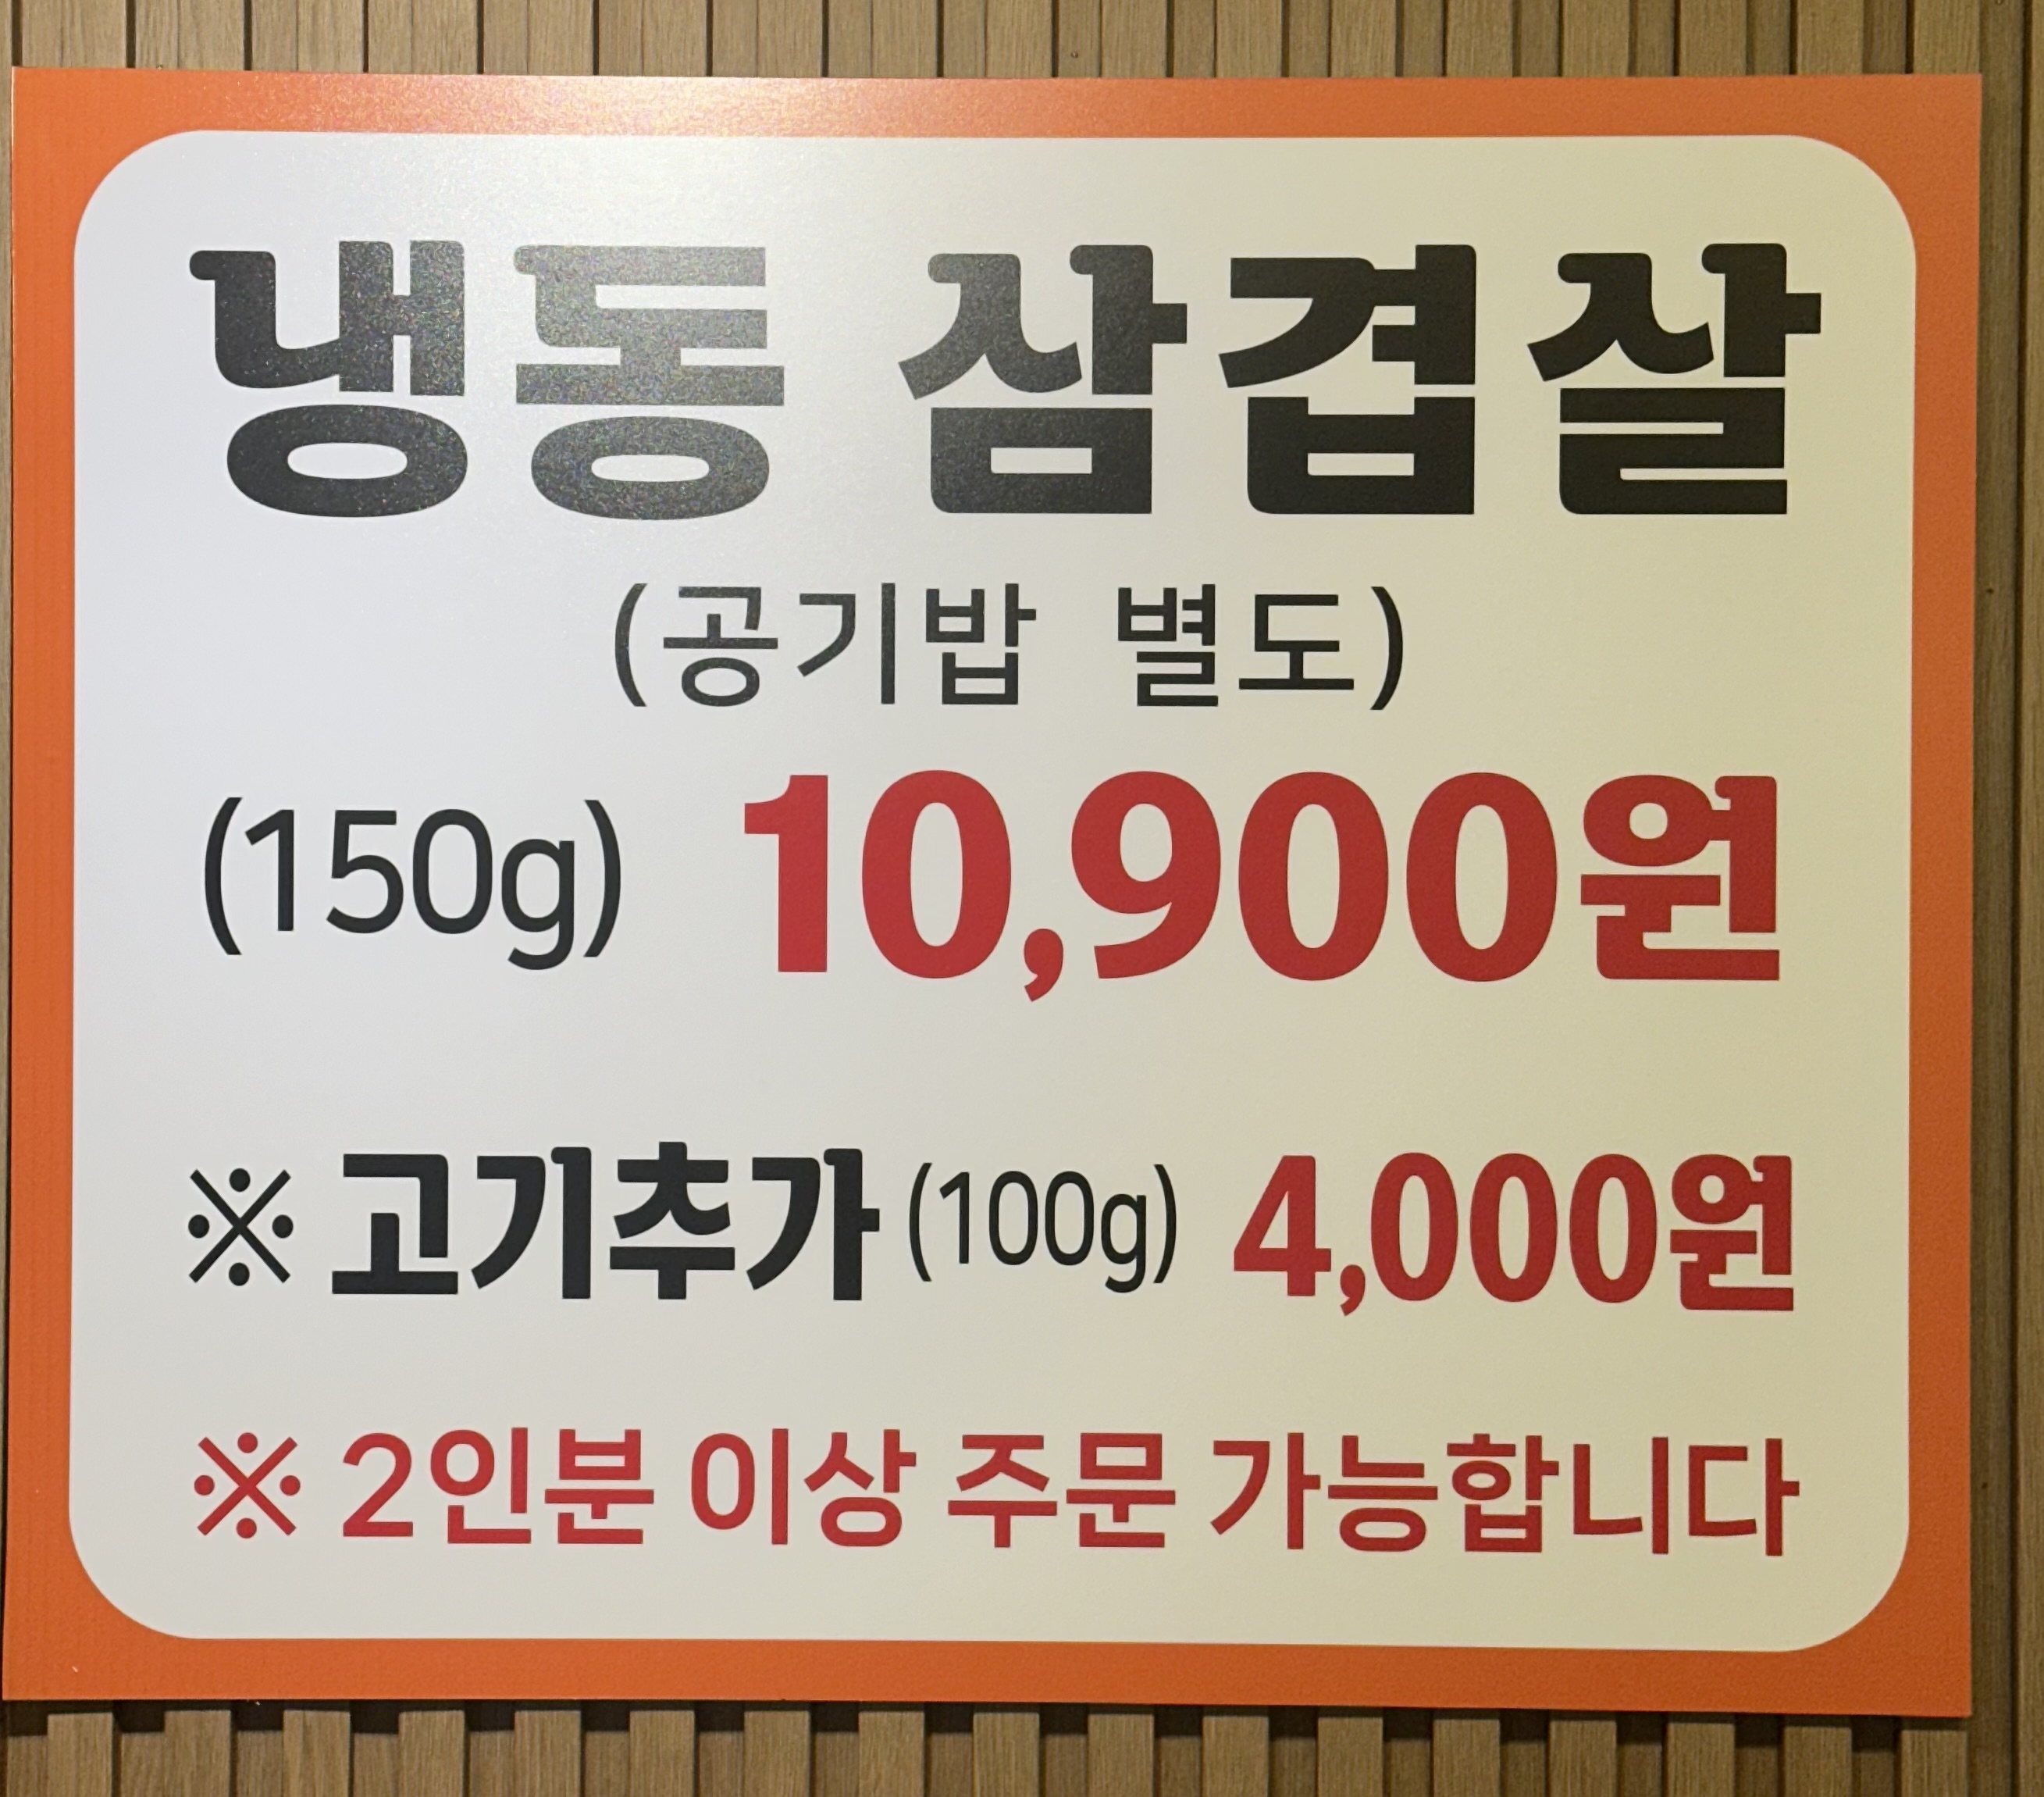 냉동 삼겹살
(공기밥 별도)
(150g) 10,900원
※ 고기추가 (100g) 4,000원
※ 2인분 이상 주문 가능합니다